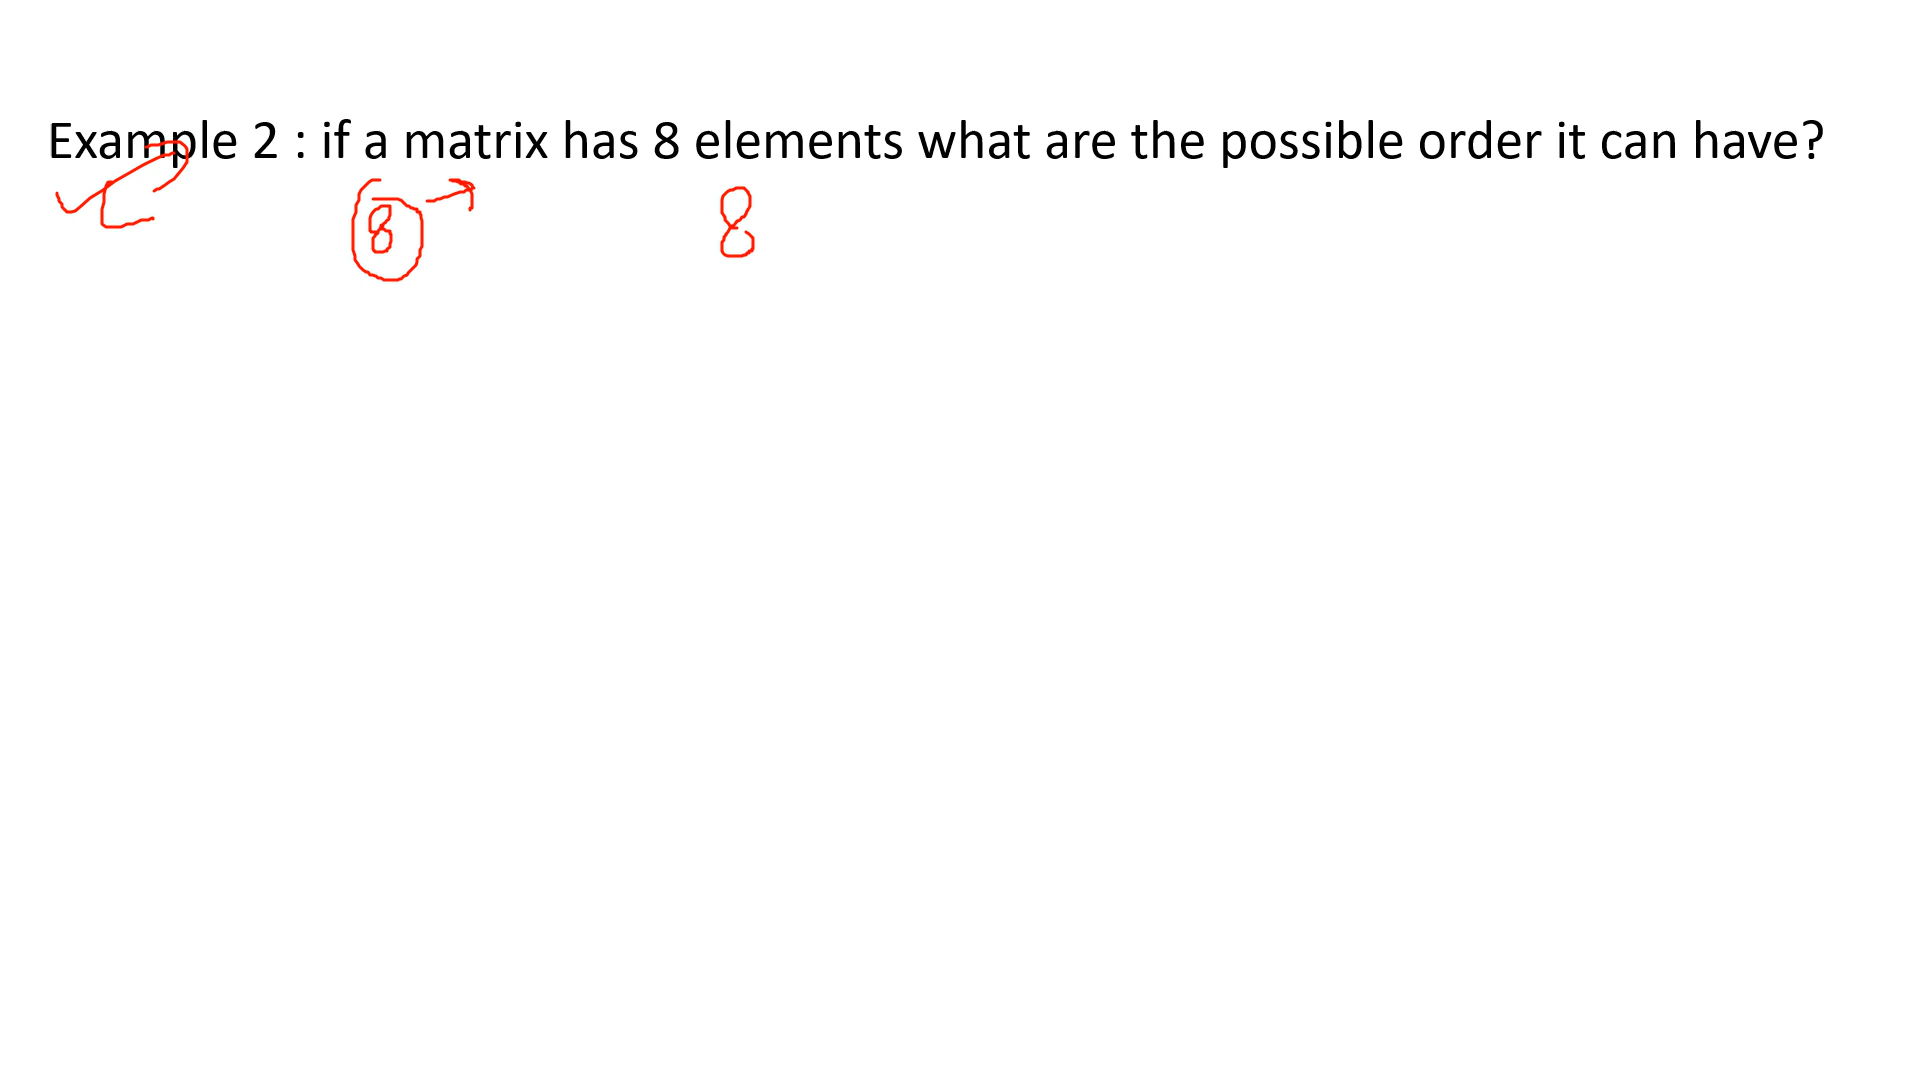 Example 2 : if a matrix has 8 elements what are the possible order it can have?
8 8